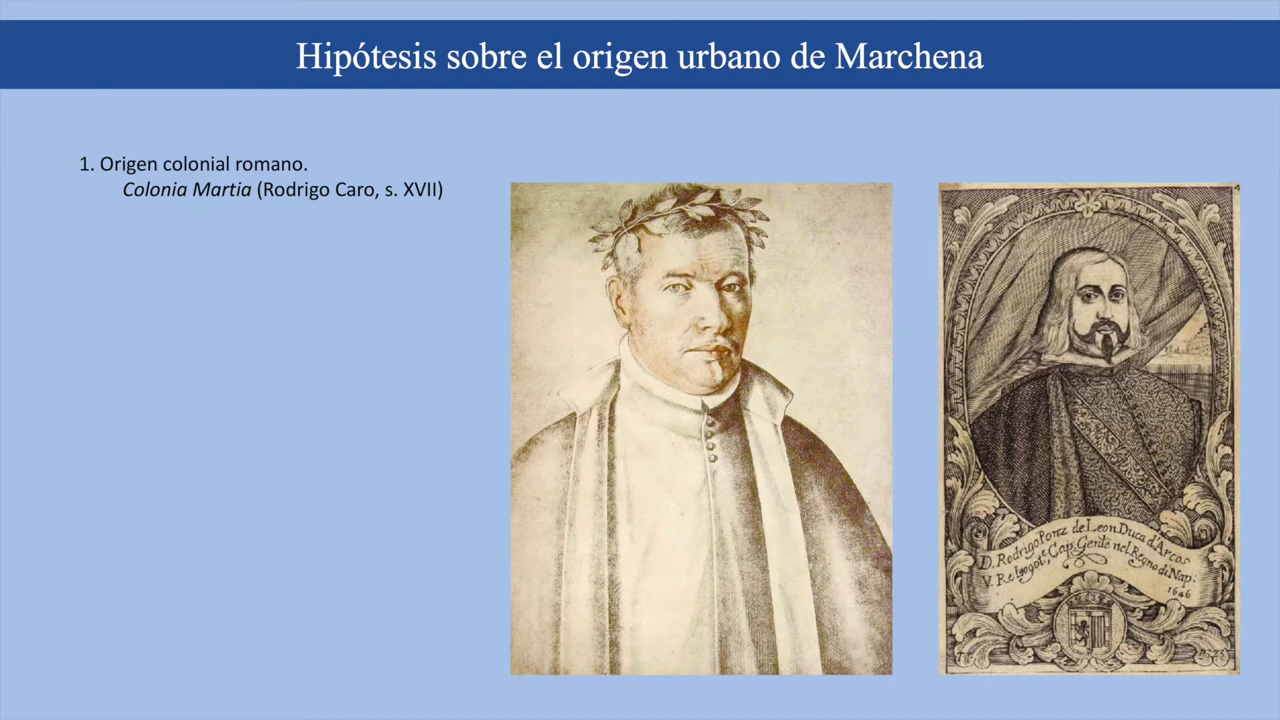 Hipótesis sobre el origen urbano de Marchena
1. Origen colonial romano.
Colonia Martia (Rodrigo Caro, s. XVII)
D. Rodrigo Ponz de Leon Duca d'Arcos
V. Re luogot.e Cap. Gen.le nel Regno di Nap.
1646